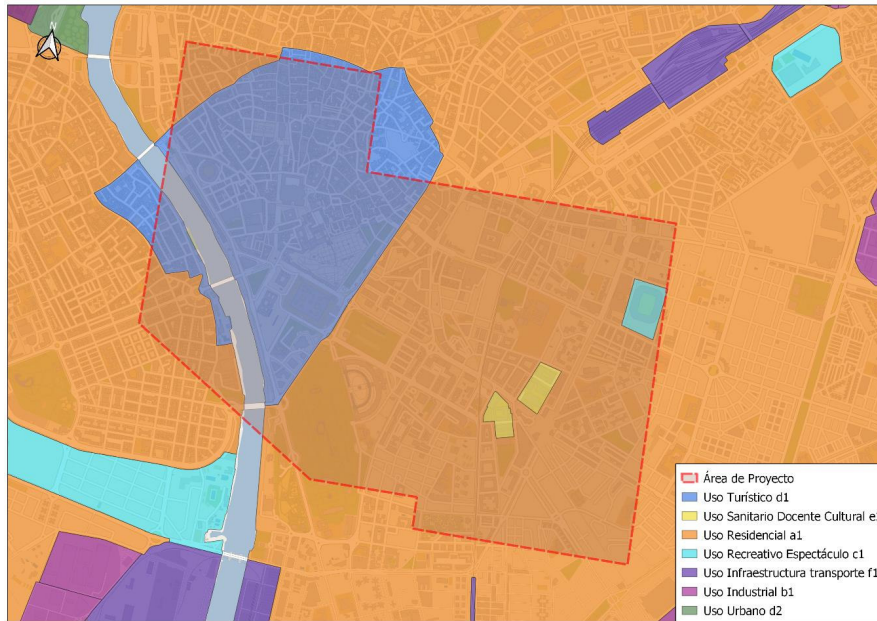 N
Área de Proyecto
Uso Turístico d1
Uso Sanitario Docente Cultural e
Uso Residencial a1
Uso Recreativo Espectáculo c1
Uso Infraestructura transporte f1
Uso Industrial b1
Uso Urbano d2